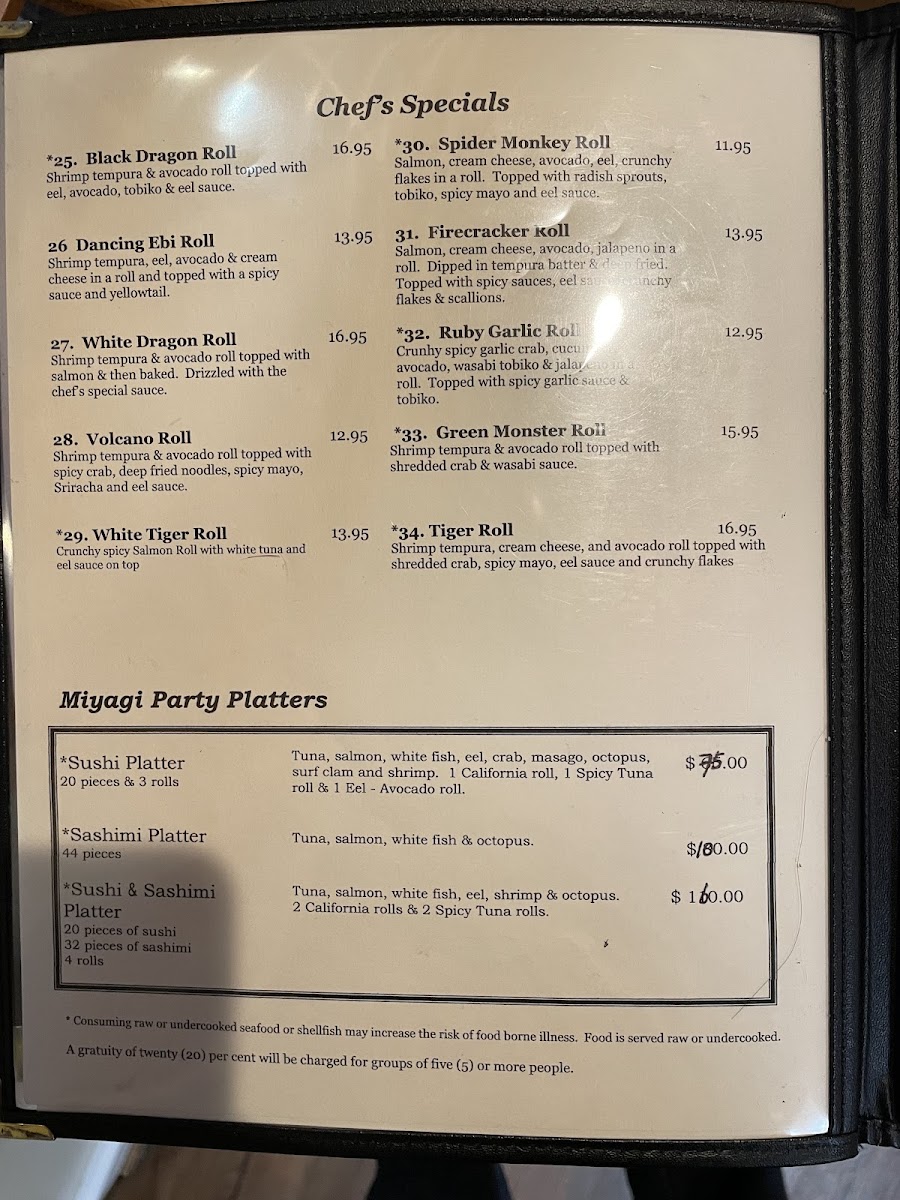 Chef's Specials
*25. Black Dragon Roll 16.95
Shrimp tempura & avocado roll topped with
eel, avocado, tobiko & eel sauce.
26 Dancing Ebi Roll 13.95
Shrimp tempura, eel, avocado & cream
cheese in a roll and topped with a spicy
sauce and yellowtail.
27. White Dragon Roll 16.95
Shrimp tempura & avocado roll topped with
salmon & then baked. Drizzled with the
chef's special sauce.
28. Volcano Roll 12.95
Shrimp tempura & avocado roll topped with
spicy crab, deep fried noodles, spicy mayo,
Sriracha and eel sauce.
*29. White Tiger Roll 13.95
Crunchy spicy Salmon Roll with white tuna and
eel sauce on top
*30. Spider Monkey Roll 11.95
Salmon, cream cheese, avocado, eel, crunchy
flakes in a roll. Topped with radish sprouts,
tobiko, spicy mayo and eel sauce.
31. Firecracker Roll 13.95
Salmon, cream cheese, avocado, jalapeno in a
roll. Dipped in tempura batter & deep fried.
Topped with spicy sauces, eel sauce, crunchy
flakes & scallions.
*32. Ruby Garlic Roll 12.95
Crunhy spicy garlic crab,
avocado, wasabi tobiko & jalapeno in a
roll. Topped with spicy garlic sauce &
tobiko.
*33. Green Monster Roll 15.95
Shrimp tempura & avocado roll topped with
shredded crab & wasabi sauce.
*34. Tiger Roll 16.95
Shrimp tempura, cream cheese, and avocado roll topped with
shredded crab, spicy mayo, eel sauce and crunchy flakes
Miyagi Party Platters
*Sushi Platter
20 pieces & 3 rolls
Tuna, salmon, white fish, eel, crab, masago, octopus,
surf clam and shrimp. 1 California roll, 1 Spicy Tuna
roll & 1 Eel - Avocado roll.
$ 75.00
*Sashimi Platter
44 pieces
Tuna, salmon, white fish & octopus.
*Sushi & Sashimi
Platter
20 pieces of sushi
32 pieces of sashimi
4 rolls
Tuna, salmon, white fish, eel, shrimp & octopus.
2 California rolls & 2 Spicy Tuna rolls.
$ 160.00
* Consuming raw or undercooked seafood or shellfish may increase the risk of food borne illness. Food is served raw or undercooked.
A gratuity of twenty (20) per cent will be charged for groups of five (5) or more people.